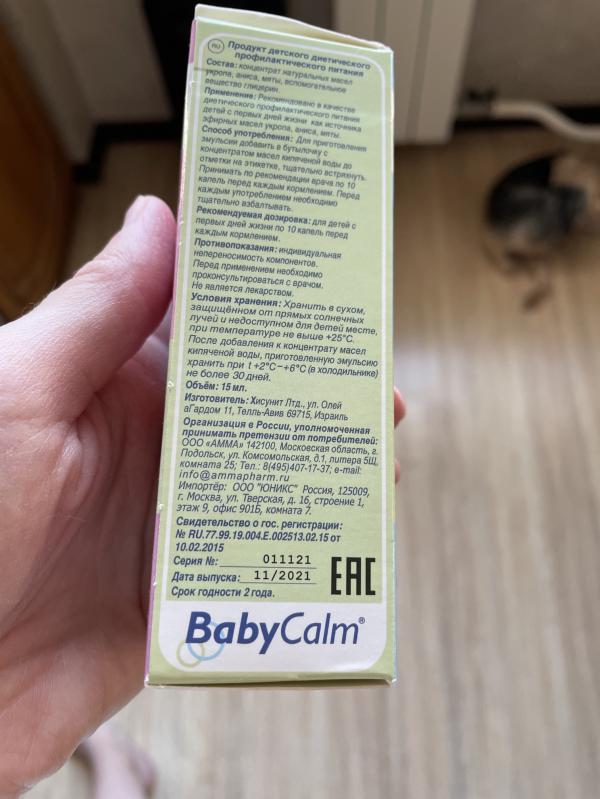 RU Продукт детского диетического
профилактического питания
Состав: концентрат натуральных масел
укропа, аниса, мяты, вспомогательное
вещество глицерин.
Применение: Рекомендовано в качестве
диетического профилактического питания
детей с первых дней жизни как источника
эфирных масел укропа, аниса, мяты.
Способ употребления: Для приготовления
эмульсии добавить в бутылочку с
концентратом масел кипяченой воды до
отметки на этикетке, тщательно встряхнуть.
Принимать по рекомендации врача по 10
капель перед каждым кормлением. Перед
каждым употреблением необходимо
тщательно взбалтывать.
Рекомендуемая дозировка: для детей с
первых дней жизни по 10 капель перед
каждым кормлением.
Противопоказания: индивидуальная
непереносимость компонентов.
Перед применением необходимо
проконсультироваться с врачом.
Не является лекарством.
Условия хранения: Хранить в сухом,
защищённом от прямых солнечных
лучей и недоступном для детей месте,
при температуре не выше +25°C.
После добавления к концентрату масел
кипяченой воды, приготовленную эмульсию
хранить при t +2°C–+6°C (в холодильнике)
не более 30 дней.
Объём: 15 мл.
Изготовитель: Хисунит Лтд., ул. Олей
аГардом 11, Телль-Авив 69715, Израиль
Организация в России, уполномоченная
принимать претензии от потребителей:
ООО «АММА» 142100, Московская область, г.
Подольск, ул. Комсомольская, д.1, литера 5Щ,
комната 25; Тел.: 8(495)407-17-37; e-mail:
info@ammapharm.ru
Импортёр: ООО "ЮНИКС" Россия, 125009,
г. Москва, ул. Тверская, д. 16, строение 1,
этаж 9, офис 901Б, комната 7.
Свидетельство о гос. регистрации:
№ RU.77.99.19.004.E.002513.02.15 от
10.02.2015
Серия №: 011121
Дата выпуска: 11/2021 EAC
Срок годности 2 года.
BabyCalm®